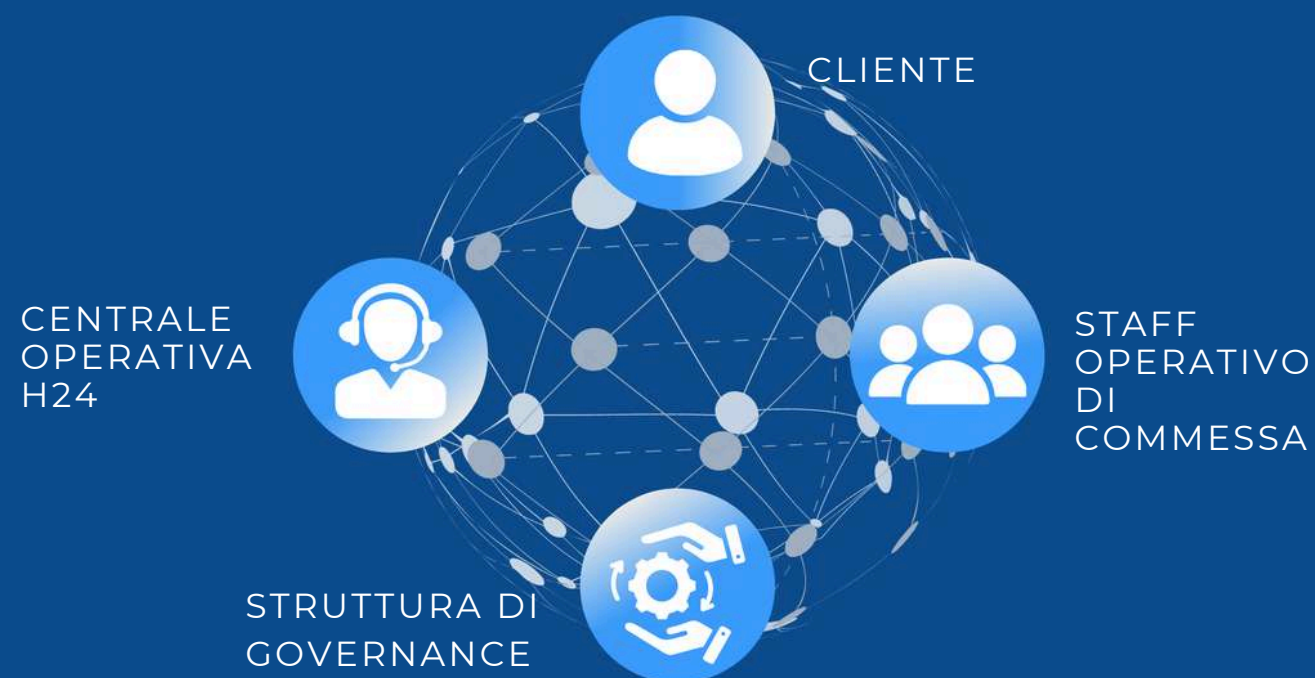 CLIENTE
CENTRALE
OPERATIVA
H24
STAFF
OPERATIVO
DI
COMMESSA
STRUTTURA DI
GOVERNANCE